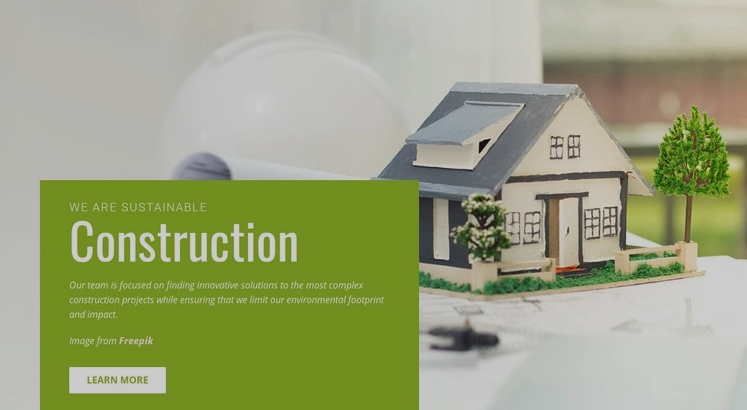 WE ARE SUSTAINABLE
Construction
Our team is focused on finding innovative solutions to the most complex
construction projects while ensuring that we limit our environmental footprint
and impact.
Image from Freepik
LEARN MORE